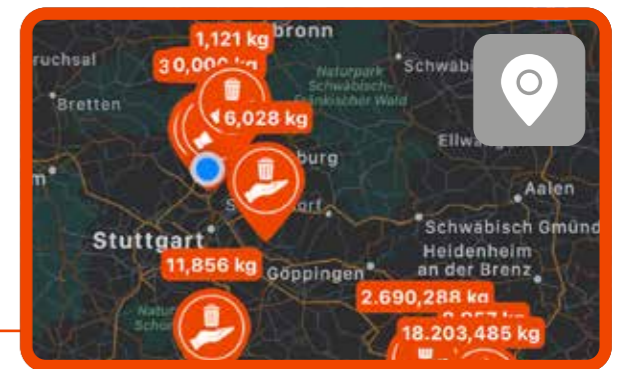 bronn
1,121 kg
ruchsal
Naturpark
Schwäbisch-
Fränkischer Wald
Schwäbi
Bretten
6,028 kg
Ellw
burg
Aalen
Schwäbisch Gmünd
Stuttgart
Heidenheim
an der Brenz
11,856 kg
Göppingen
2.690,288 kg
18.203,485 kg